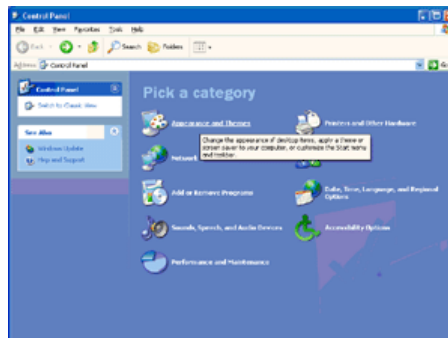 Control Panel
File Edit View Favorites Tools Help
Back Search Folders
Address Control Panel Go
Control Panel
Switch to Classic View
See Also
Windows Update
Help and Support
Pick a category
Appearance and Themes
Printers and Other Hardware
Change the appearance of desktop items, apply a theme or
screen saver to your computer, or customize the Start menu
and taskbar.
Network
Add or Remove Programs
Date, Time, Language, and Regional
Options
Sounds, Speech, and Audio Devices
Accessibility Options
Performance and Maintenance